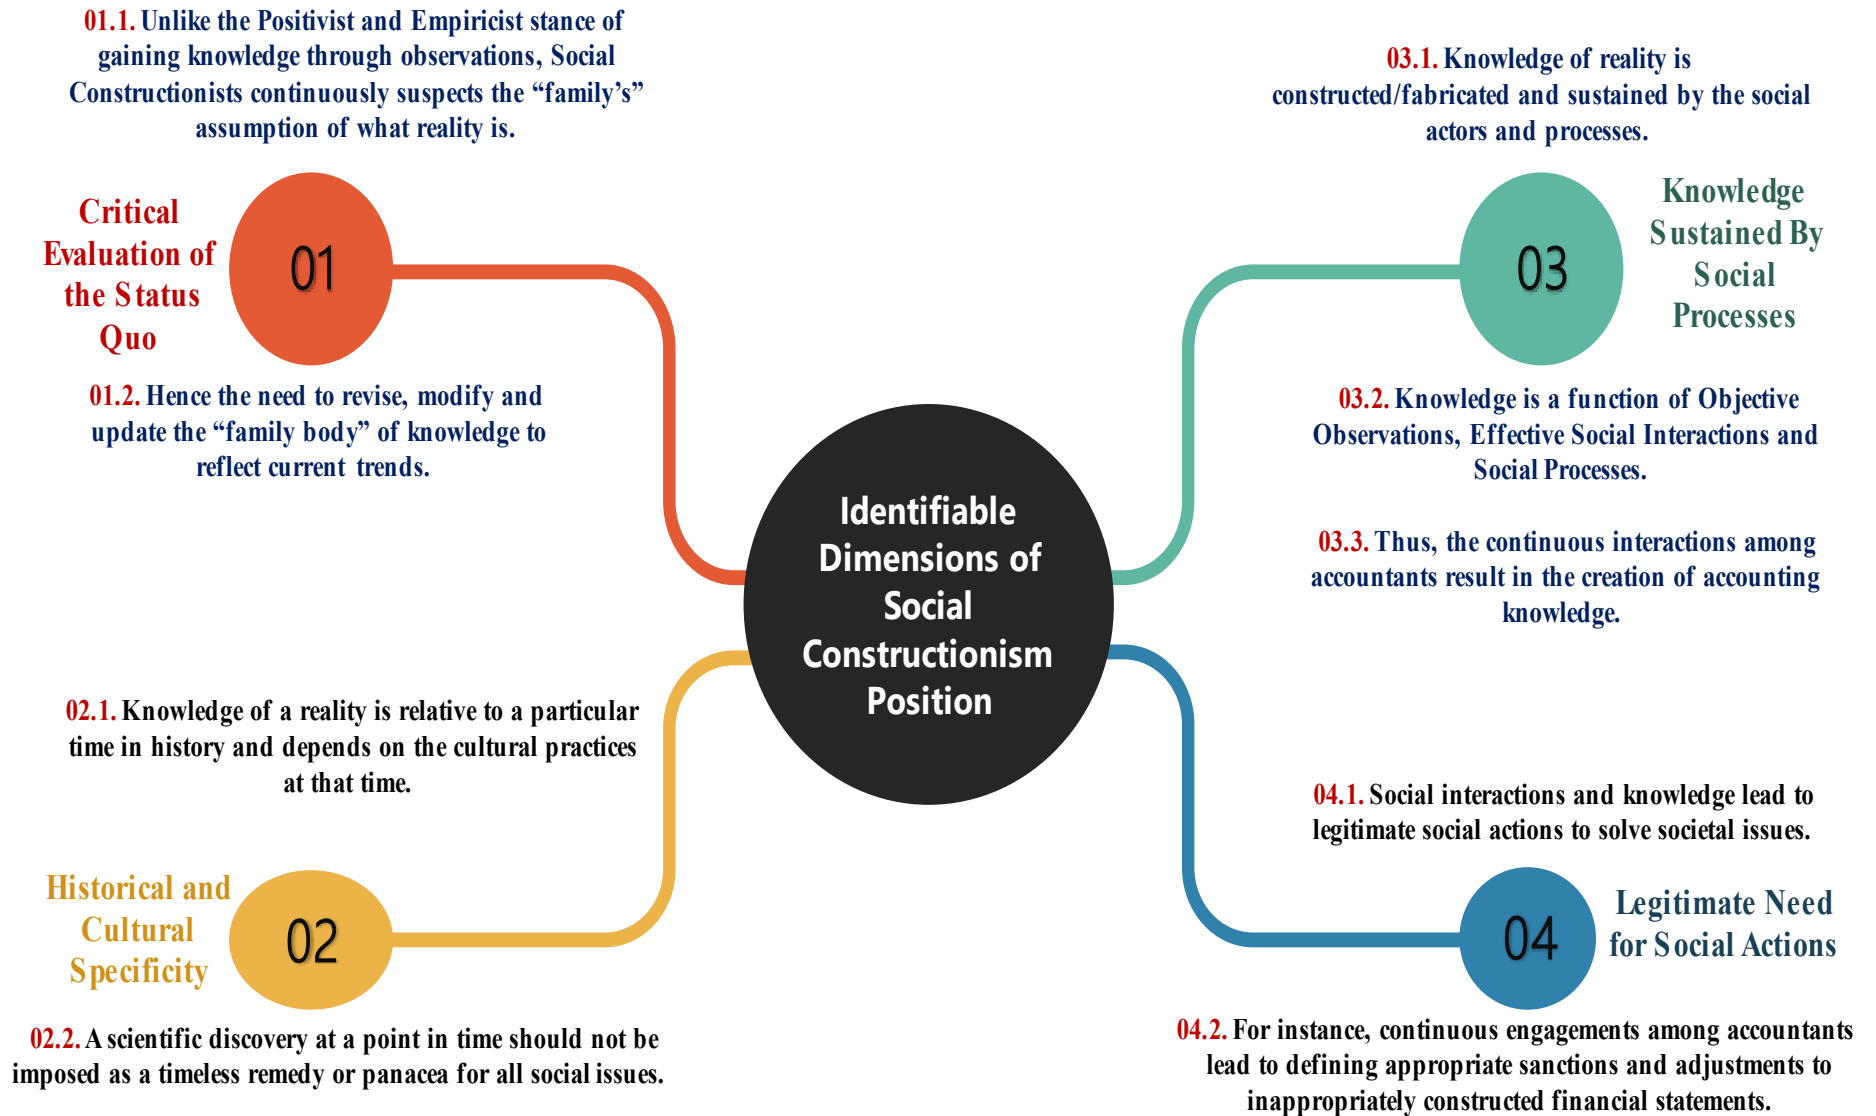 01.1. Unlike the Positivist and Empiricist stance of
gaining knowledge through observations, Social
Constructionists continuously suspects the “family’s”
assumption of what reality is.
Critical
Evaluation of
the Status
Quo
01
01.2. Hence the need to revise, modify and
update the “family body” of knowledge to
reflect current trends.
02.1. Knowledge of a reality is relative to a particular
time in history and depends on the cultural practices
at that time.
Historical and
Cultural
Specificity
02
02.2. A scientific discovery at a point in time should not be
imposed as a timeless remedy or panacea for all social issues.
Identifiable
Dimensions of
Social
Constructionism
Position
03.1. Knowledge of reality is
constructed/fabricated and sustained by the social
actors and processes.
03
Knowledge
Sustained By
Social
Processes
03.2. Knowledge is a function of Objective
Observations, Effective Social Interactions and
Social Processes.
03.3. Thus, the continuous interactions among
accountants result in the creation of accounting
knowledge.
04.1. Social interactions and knowledge lead to
legitimate social actions to solve societal issues.
04
Legitimate Need
for Social Actions
04.2. For instance, continuous engagements among accountants
lead to defining appropriate sanctions and adjustments to
inappropriately constructed financial statements.